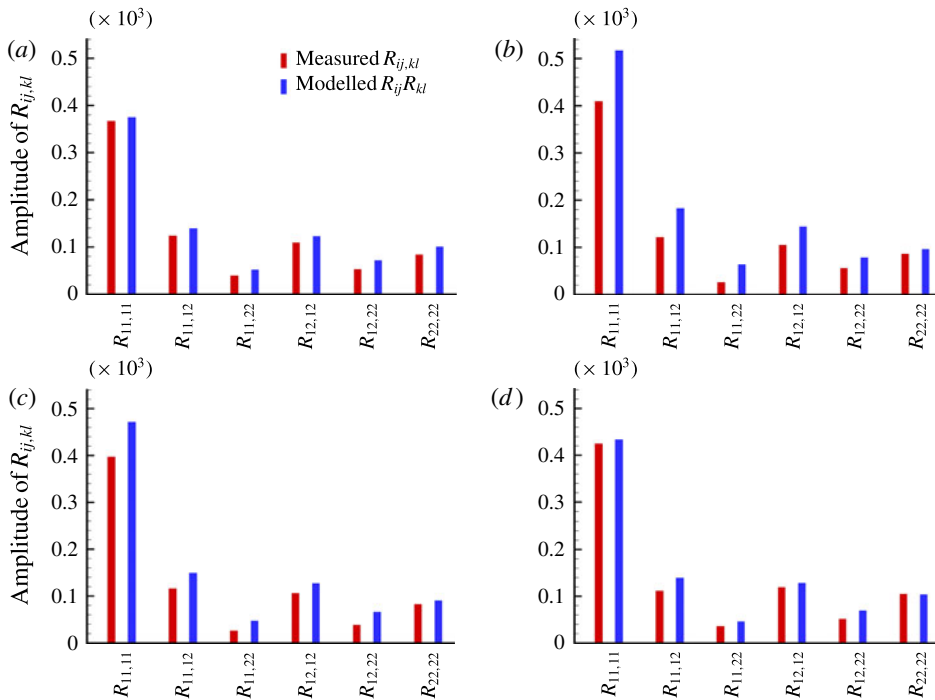 (× 10³) (× 10³)
(a) (b)
Measured R_{ij,kl}
Modelled R_{ij}R_{kl}
Amplitude of R_{ij,kl}
0.5
0.4
0.3
0.2
0.1
0
R_{11,11} R_{11,12} R_{11,22} R_{12,12} R_{12,22} R_{22,22}
0.5
0.4
0.3
0.2
0.1
0
R_{11,11} R_{11,12} R_{11,22} R_{12,12} R_{12,22} R_{22,22}
(× 10³) (× 10³)
(c) (d)
Amplitude of R_{ij,kl}
0.5
0.4
0.3
0.2
0.1
0
R_{11,11} R_{11,12} R_{11,22} R_{12,12} R_{12,22} R_{22,22}
0.5
0.4
0.3
0.2
0.1
0
R_{11,11} R_{11,12} R_{11,22} R_{12,12} R_{12,22} R_{22,22}